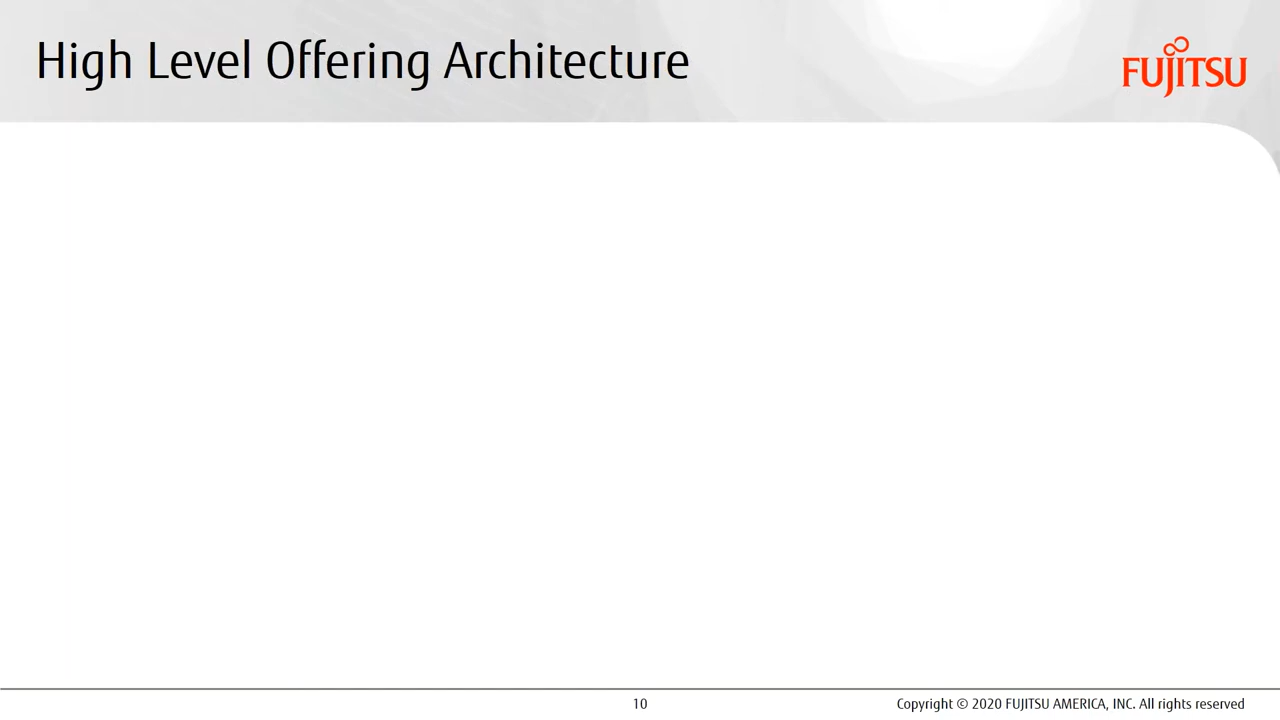 High Level Offering Architecture
FUJITSU
10
Copyright © 2020 FUJITSU AMERICA, INC. All rights reserved